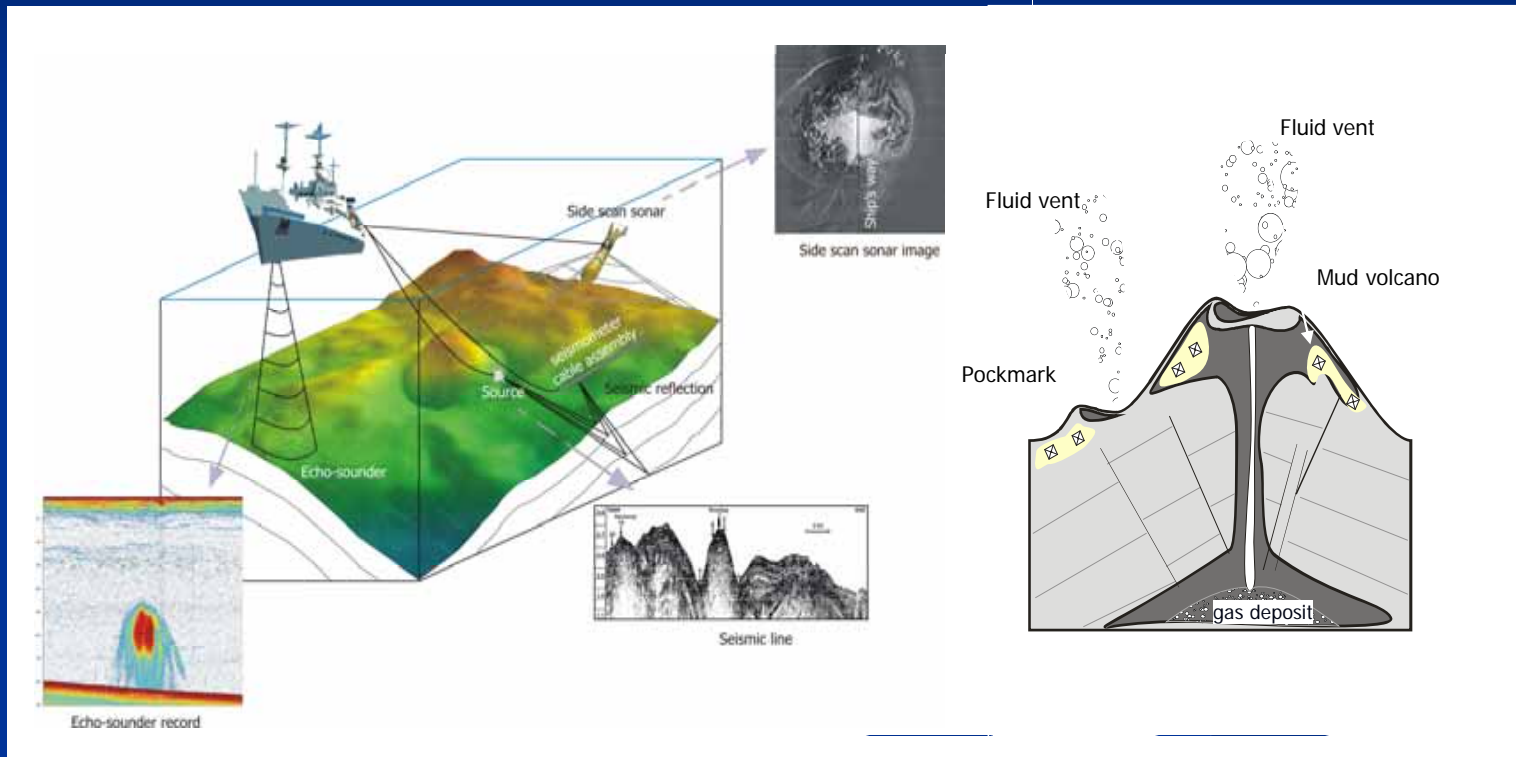 Side scan sonar
Ship's way
Side scan sonar image
seismometer
cable assembly
Seismic reflection
Source
Echo-sounder
Echo-sounder record
Seismic line
Fluid vent
Fluid vent
Mud volcano
Pockmark
gas deposit